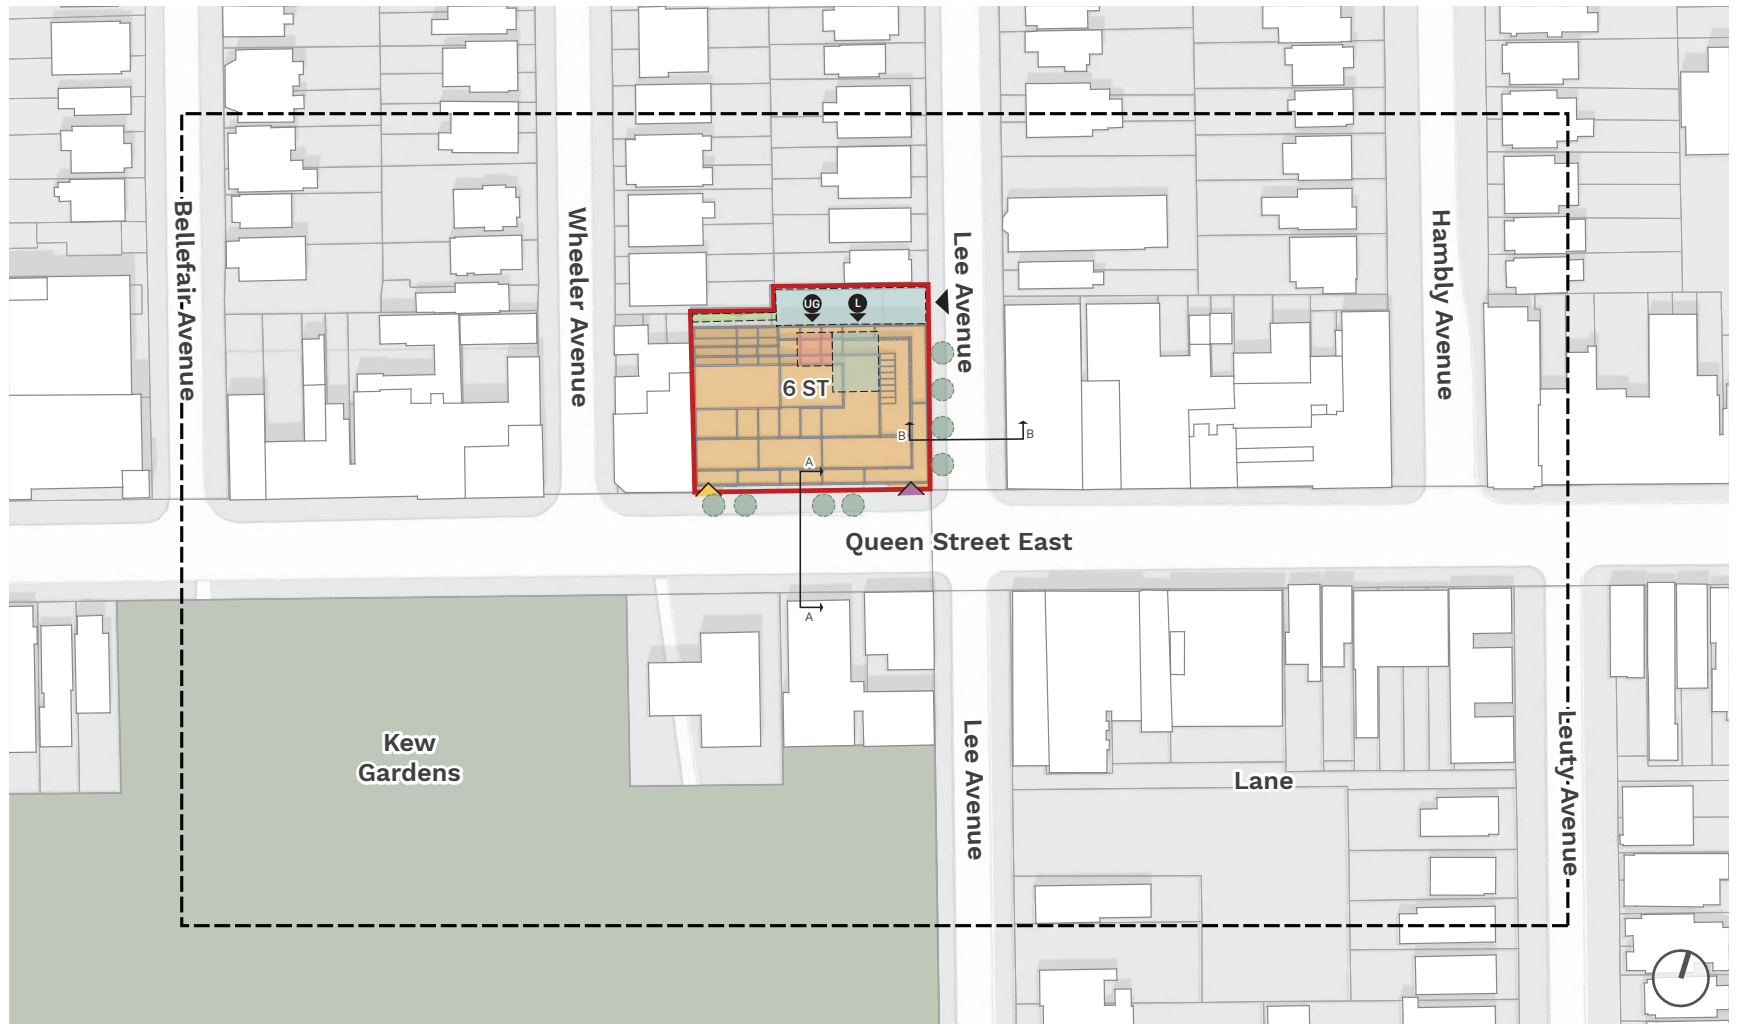 Bellefair Avenue
Wheeler Avenue
Lee Avenue
Hambly Avenue
UG
L
6 ST
B
B
A
Queen Street East
A
Kew
Gardens
Lee Avenue
Lane
Leuty Avenue